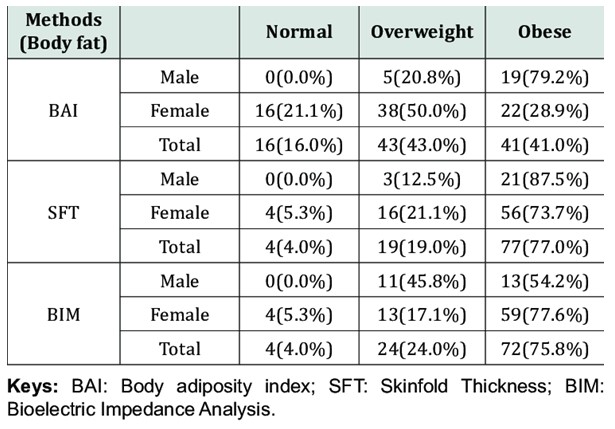 Methods (Body fat) Normal Overweight Obese
BAI Male 0(0.0%) 5(20.8%) 19(79.2%)
Female 16(21.1%) 38(50.0%) 22(28.9%)
Total 16(16.0%) 43(43.0%) 41(41.0%)
SFT Male 0(0.0%) 3(12.5%) 21(87.5%)
Female 4(5.3%) 16(21.1%) 56(73.7%)
Total 4(4.0%) 19(19.0%) 77(77.0%)
BIM Male 0(0.0%) 11(45.8%) 13(54.2%)
Female 4(5.3%) 13(17.1%) 59(77.6%)
Total 4(4.0%) 24(24.0%) 72(75.8%)
Keys: BAI: Body adiposity index; SFT: Skinfold Thickness; BIM:
Bioelectric Impedance Analysis.